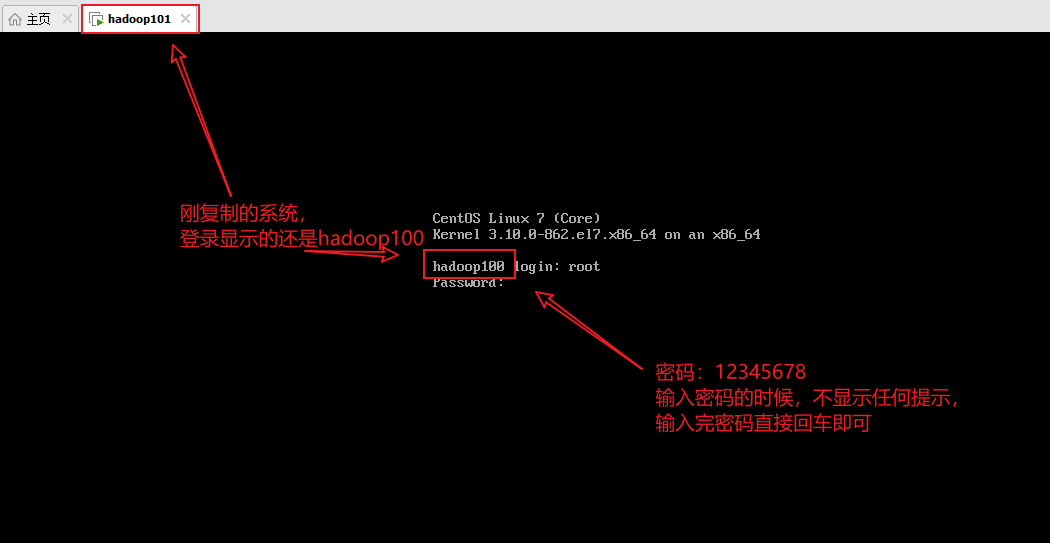 主页
hadoop101
刚复制的系统，
登录显示的还是hadoop100
CentOS Linux 7 (Core)
Kernel 3.10.0-862.el7.x86_64 on an x86_64
hadoop100 login: root
Password:
密码：12345678
输入密码的时候，不显示任何提示，
输入完密码直接回车即可